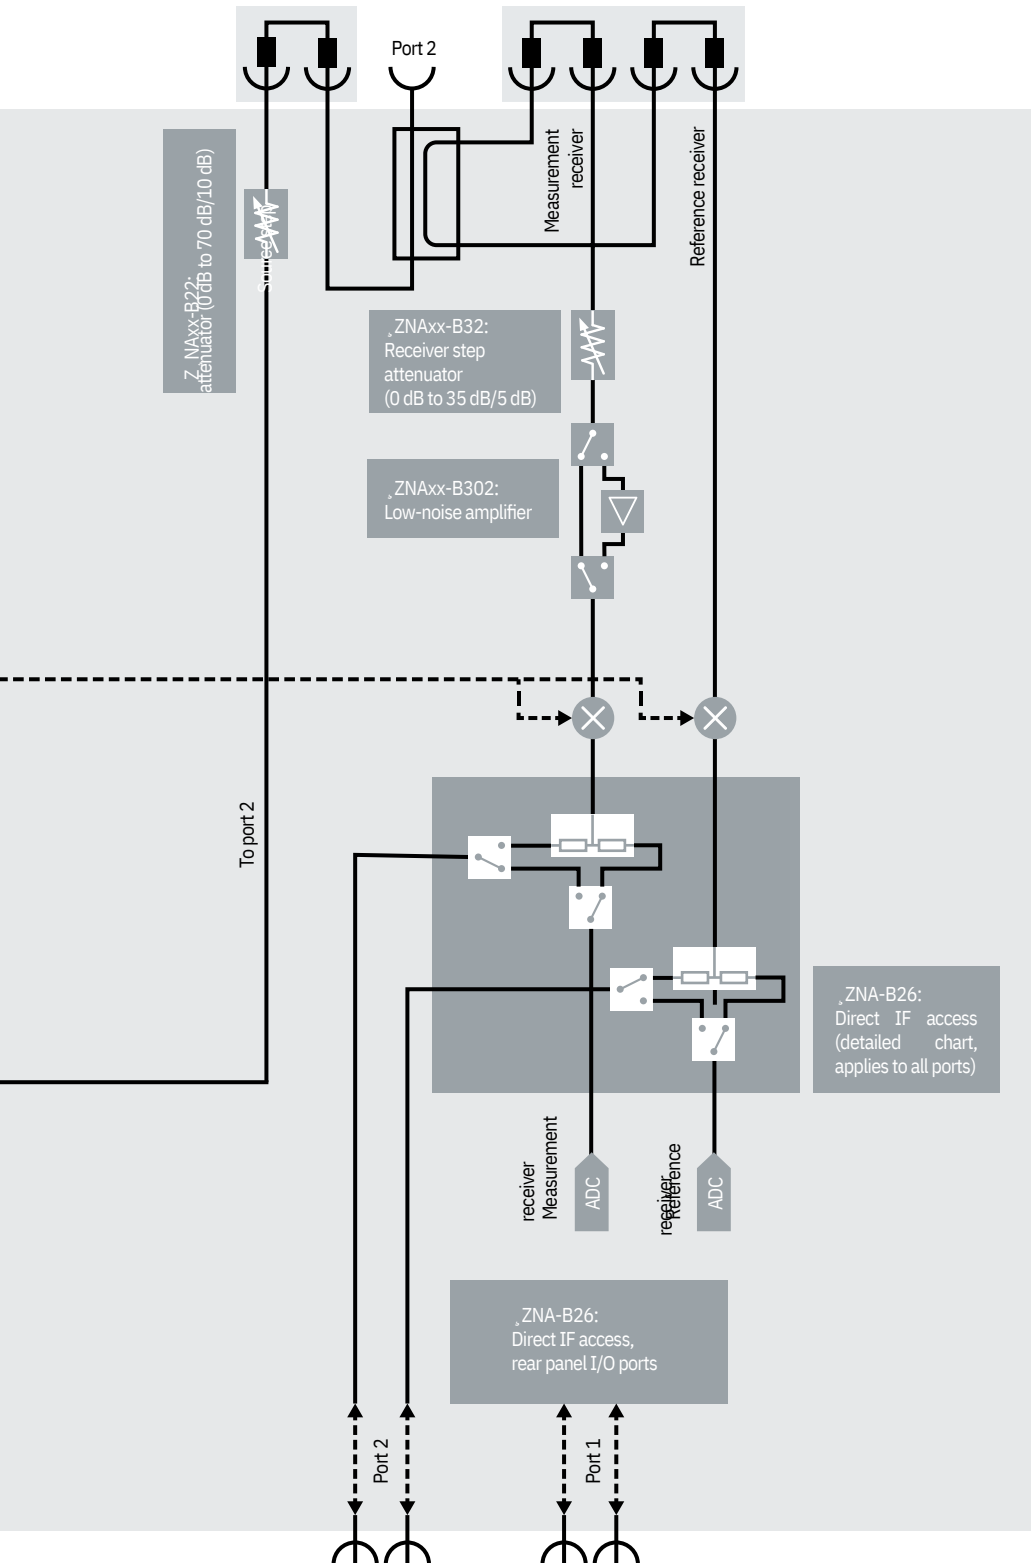 Port 2
Measurement
receiver
Reference receiver
¸ZNAxx-B22:
Source step
attenuator (0 dB to 70 dB/10 dB)
¸ZNAxx-B32:
Receiver step
attenuator
(0 dB to 35 dB/5 dB)
¸ZNAxx-B302:
Low-noise amplifier
To port 2
¸ZNA-B26:
Direct IF access
(detailed chart,
applies to all ports)
Measurement
receiver
ADC
Reference
receiver
ADC
¸ZNA-B26:
Direct IF access,
rear panel I/O ports
Port 2
Port 1